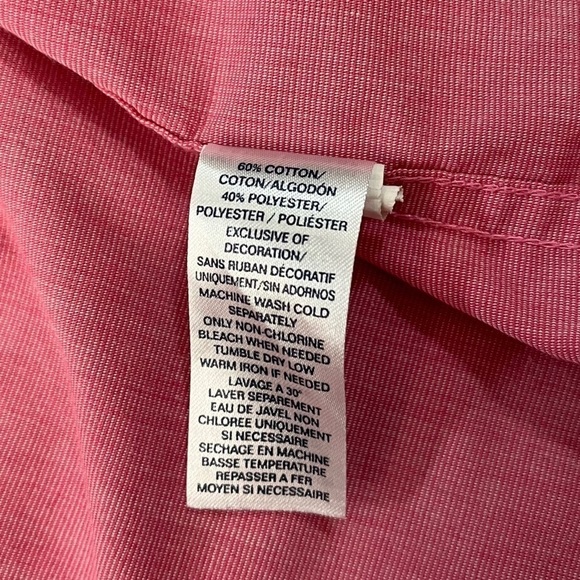 60% COTTON/
COTON/ALGODÓN
40% POLYESTER/
POLYESTER / POLIÉSTER
EXCLUSIVE OF
DECORATION/
SANS RUBAN DÉCORATIF
UNIQUEMENT/SIN ADORNOS
MACHINE WASH COLD
SEPARATELY
ONLY NON-CHLORINE
BLEACH WHEN NEEDED
TUMBLE DRY LOW
WARM IRON IF NEEDED
LAVAGE A 30°
LAVER SEPAREMENT
EAU DE JAVEL NON
CHLOREE UNIQUEMENT
SI NECESSAIRE
SECHAGE EN MACHINE
BASSE TEMPERATURE
REPASSER A FER
MOYEN SI NECESSAIRE